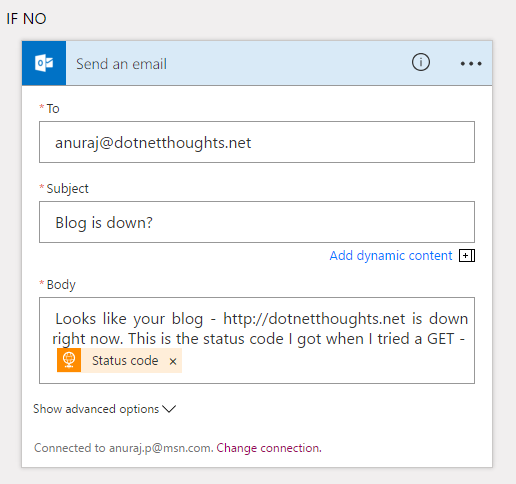 IF NO
Send an email
* To
anuraj@dotnetthoughts.net
* Subject
Blog is down?
Add dynamic content
* Body
Looks like your blog - http://dotnetthoughts.net is down
right now. This is the status code I got when I tried a GET -
Status code ×
Show advanced options
Connected to anuraj.p@msn.com. Change connection.